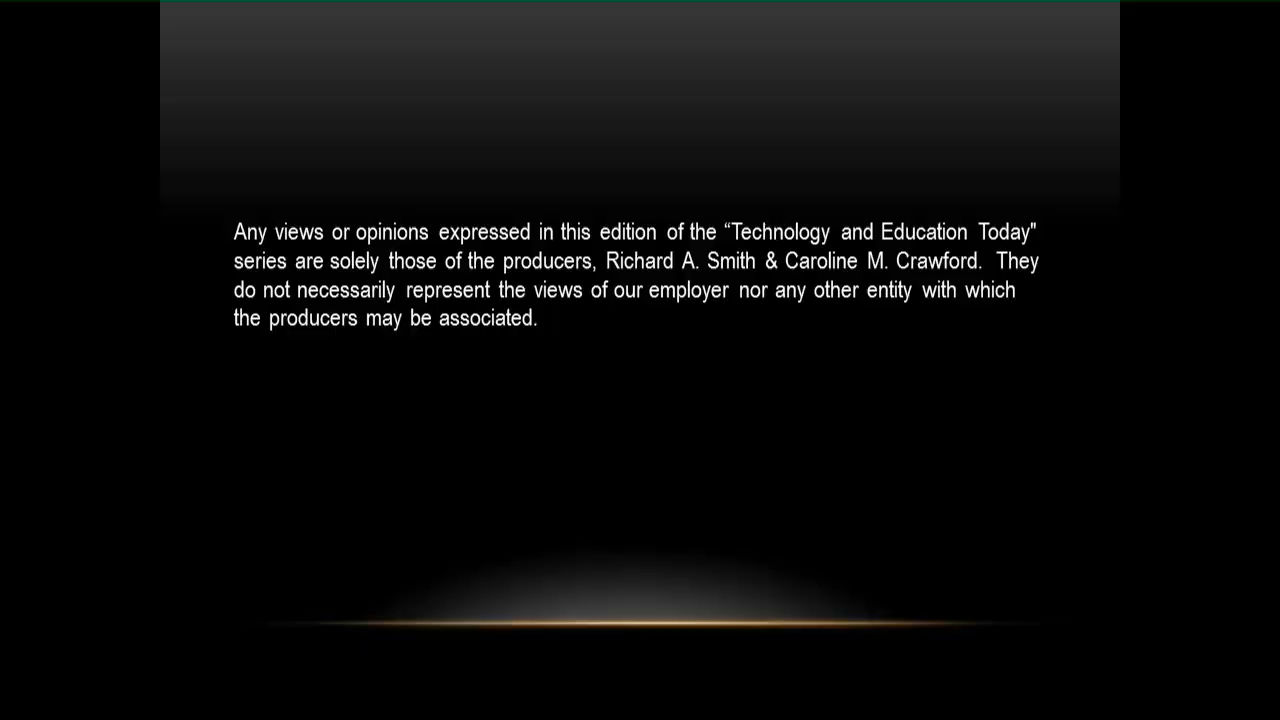 Any views or opinions expressed in this edition of the “Technology and Education Today"
series are solely those of the producers, Richard A. Smith & Caroline M. Crawford.  They
do not necessarily represent the views of our employer nor any other entity with which
the producers may be associated.